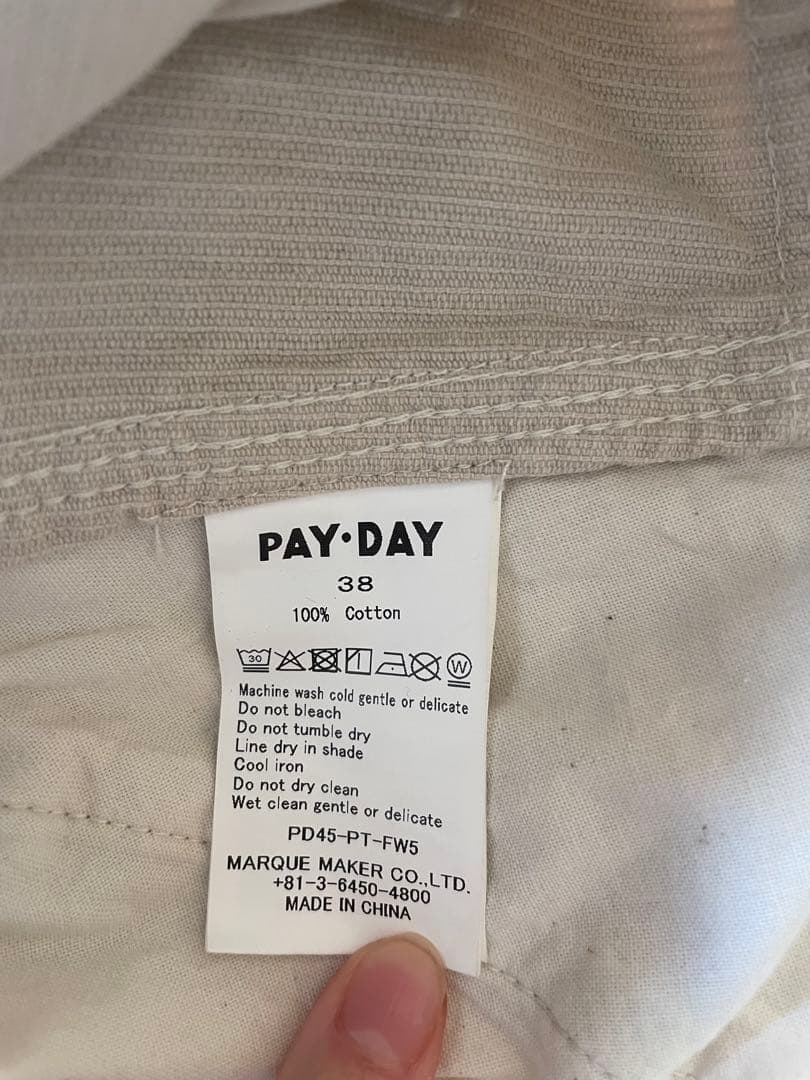 PAY•DAY
38
100% Cotton
30 W
Machine wash cold gentle or delicate
Do not bleach
Do not tumble dry
Line dry in shade
Cool iron
Do not dry clean
Wet clean gentle or delicate
PD45-PT-FW5
MARQUE MAKER CO.,LTD.
+81-3-6450-4800
MADE IN CHINA